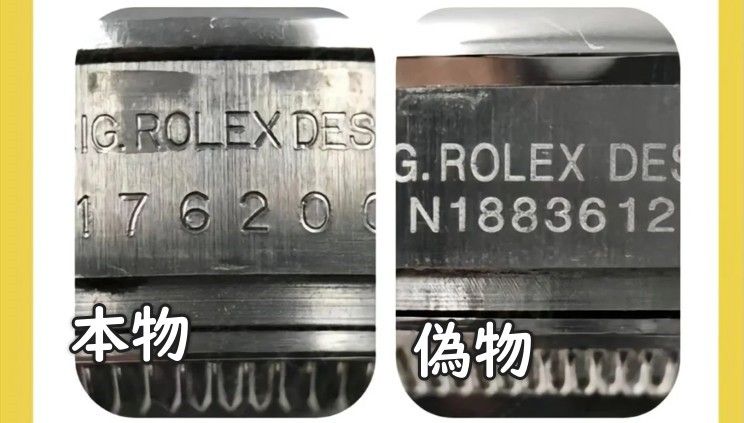 IG. ROLEX DES
176200
本物
G. ROLEX DES
N1883612
偽物